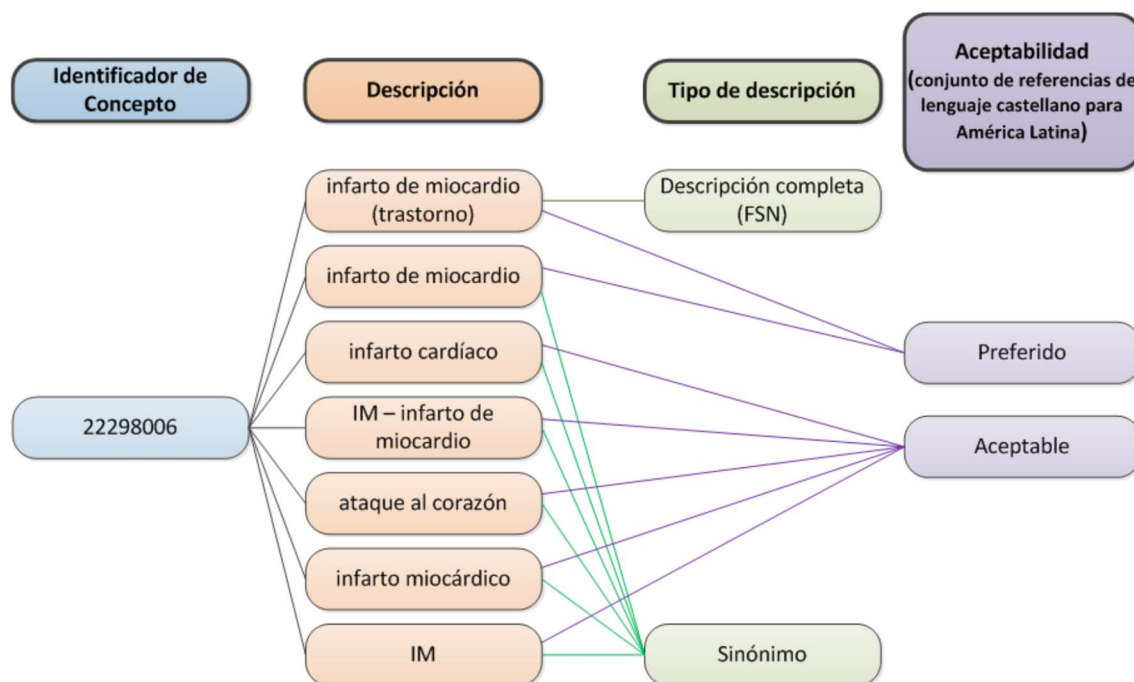 Identificador de
Concepto
Descripción
Tipo de descripción
Aceptabilidad
(conjunto de referencias de
lenguaje castellano para
América Latina)
infarto de miocardio
(trastorno)
Descripción completa
(FSN)
infarto de miocardio
infarto cardíaco
Preferido
22298006
IM – infarto de
miocardio
Aceptable
ataque al corazón
infarto miocárdico
IM
Sinónimo